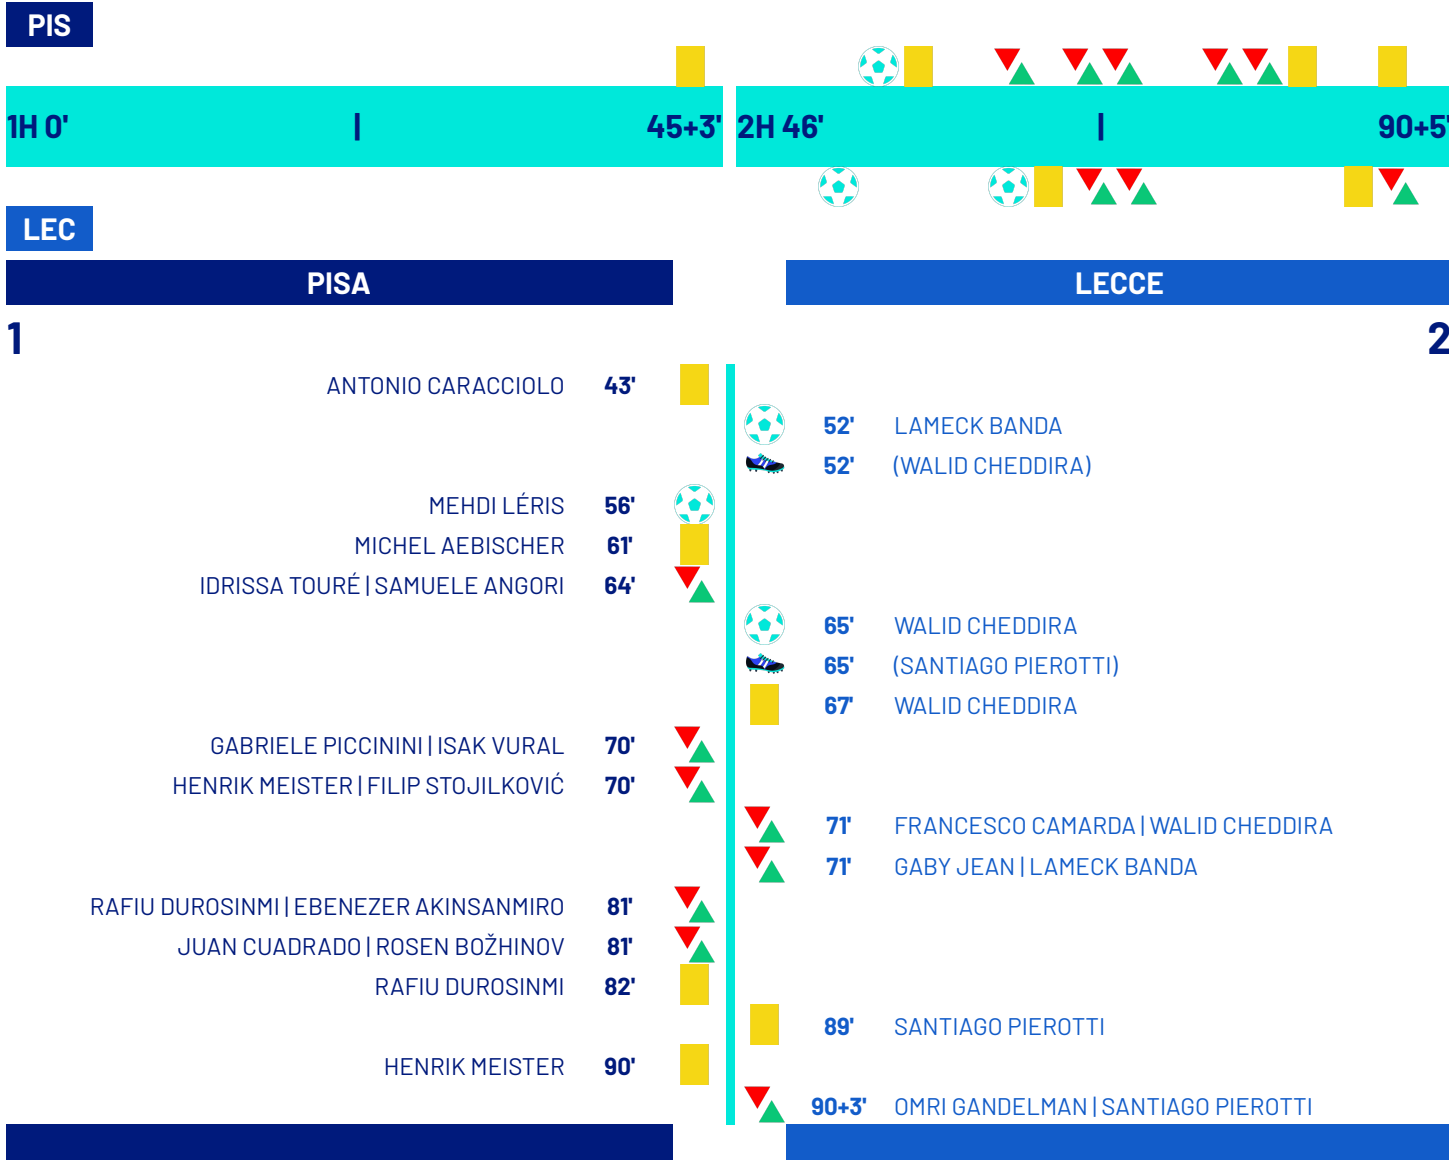 PIS
1H 0' | 45+3' 2H 46' | 90+5'
LEC
PISA LECCE
1 2
ANTONIO CARACCIOLO 43'
52' LAMECK BANDA
52' (WALID CHEDDIRA)
MEHDI LÉRIS 56'
MICHEL AEBISCHER 61'
IDRISSA TOURÉ | SAMUELE ANGORI 64'
65' WALID CHEDDIRA
65' (SANTIAGO PIEROTTI)
67' WALID CHEDDIRA
GABRIELE PICCININI | ISAK VURAL 70'
HENRIK MEISTER | FILIP STOJILKOVIĆ 70'
71' FRANCESCO CAMARDA | WALID CHEDDIRA
71' GABY JEAN | LAMECK BANDA
RAFIU DUROSINMI | EBENEZER AKINSANMIRO 81'
JUAN CUADRADO | ROSEN BOŽHINOV 81'
RAFIU DUROSINMI 82'
89' SANTIAGO PIEROTTI
HENRIK MEISTER 90'
90+3' OMRI GANDELMAN | SANTIAGO PIEROTTI